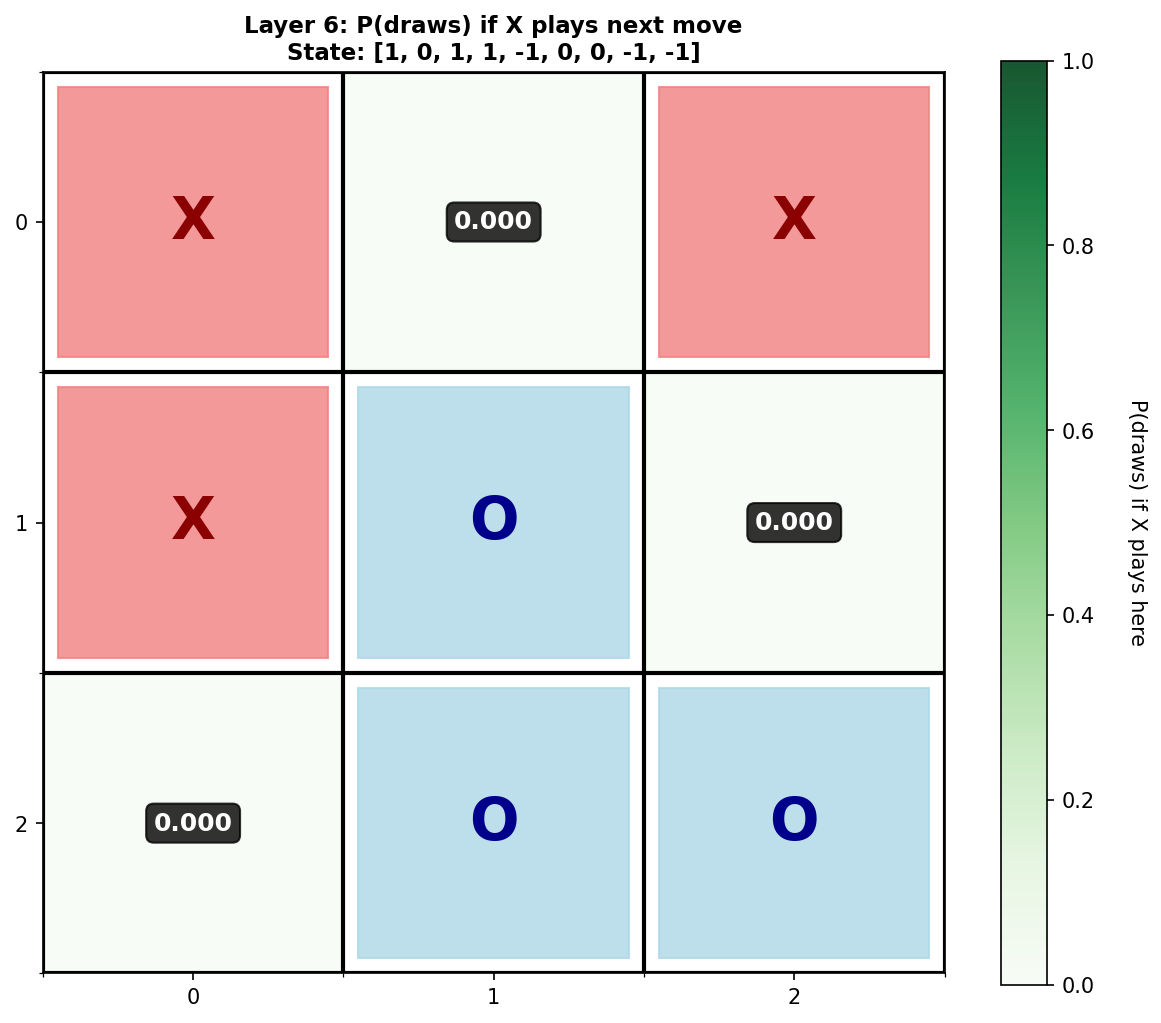 Layer 6: P(draws) if X plays next move
State: [1, 0, 1, 1, -1, 0, 0, -1, -1]
X
0.000
X
X
O
0.000
0.000
O
O
0
1
2
0
1
2
1.0
0.8
0.6
0.4
0.2
0.0
P(draws) if X plays here